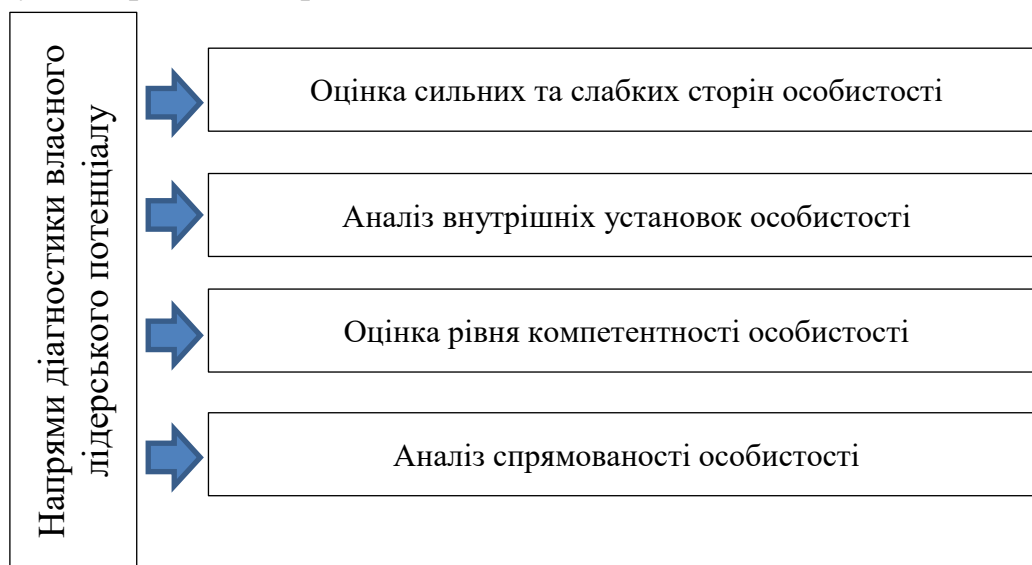 Напрями діагностики власного
лідерського потенціалу
Оцінка сильних та слабких сторін особистості
Аналіз внутрішніх установок особистості
Оцінка рівня компетентності особистості
Аналіз спрямованості особистості